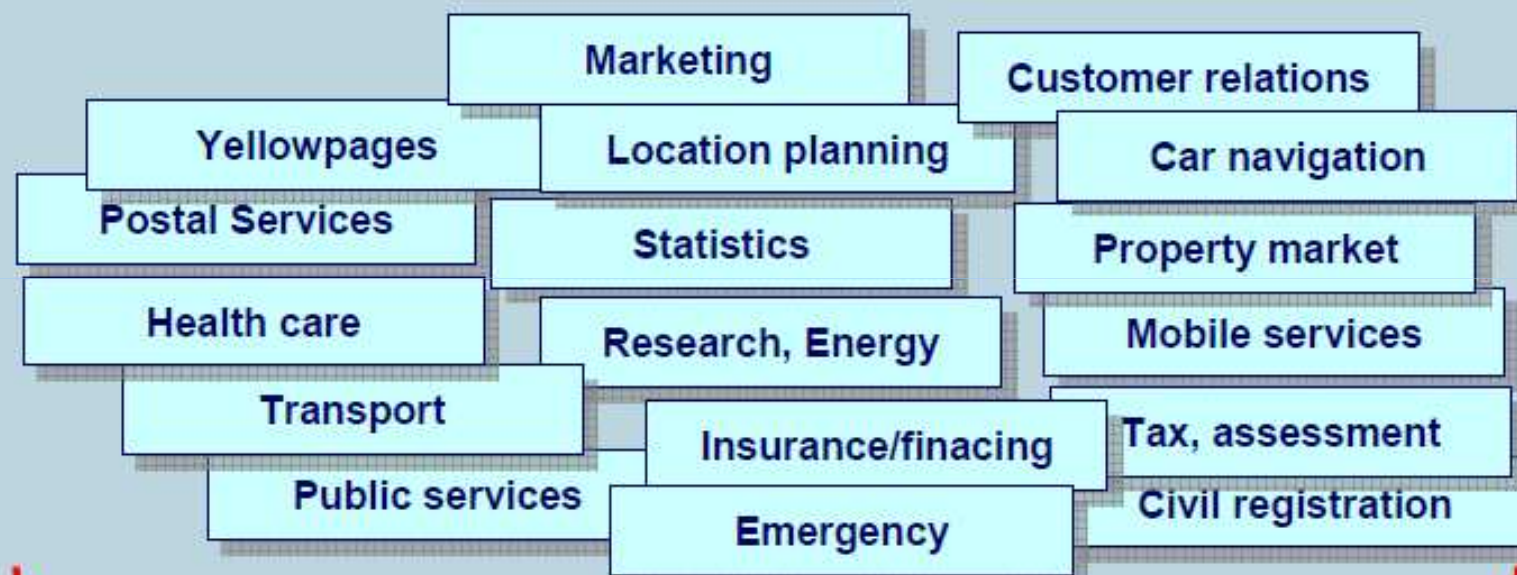 Marketing
Customer relations
Yellowpages
Location planning
Car navigation
Postal Services
Statistics
Property market
Health care
Research, Energy
Mobile services
Transport
Insurance/finacing
Tax, assessment
Public services
Emergency
Civil registration